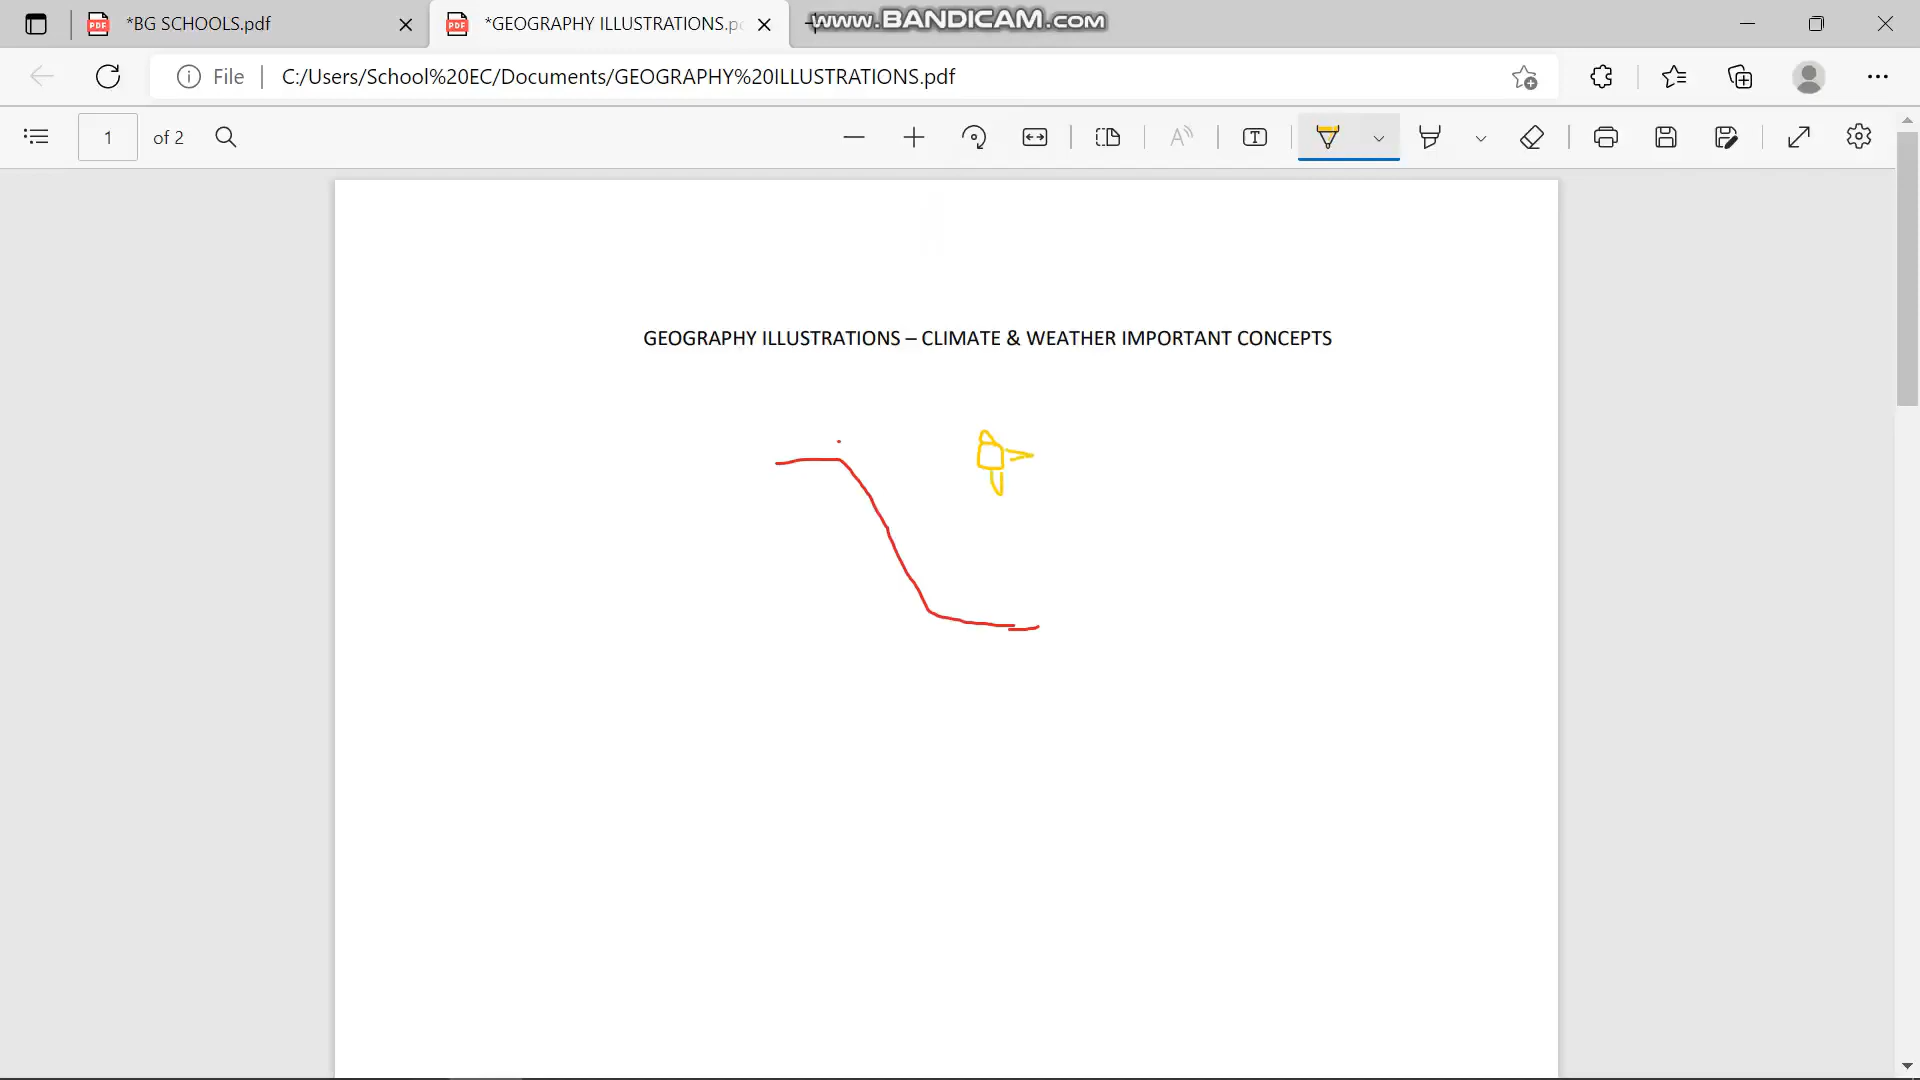 *BG SCHOOLS.pdf
*GEOGRAPHY ILLUSTRATIONS.pd
www.BANDICAM.com
File
C:/Users/School%20EC/Documents/GEOGRAPHY%20ILLUSTRATIONS.pdf
1 of 2
GEOGRAPHY ILLUSTRATIONS – CLIMATE & WEATHER IMPORTANT CONCEPTS